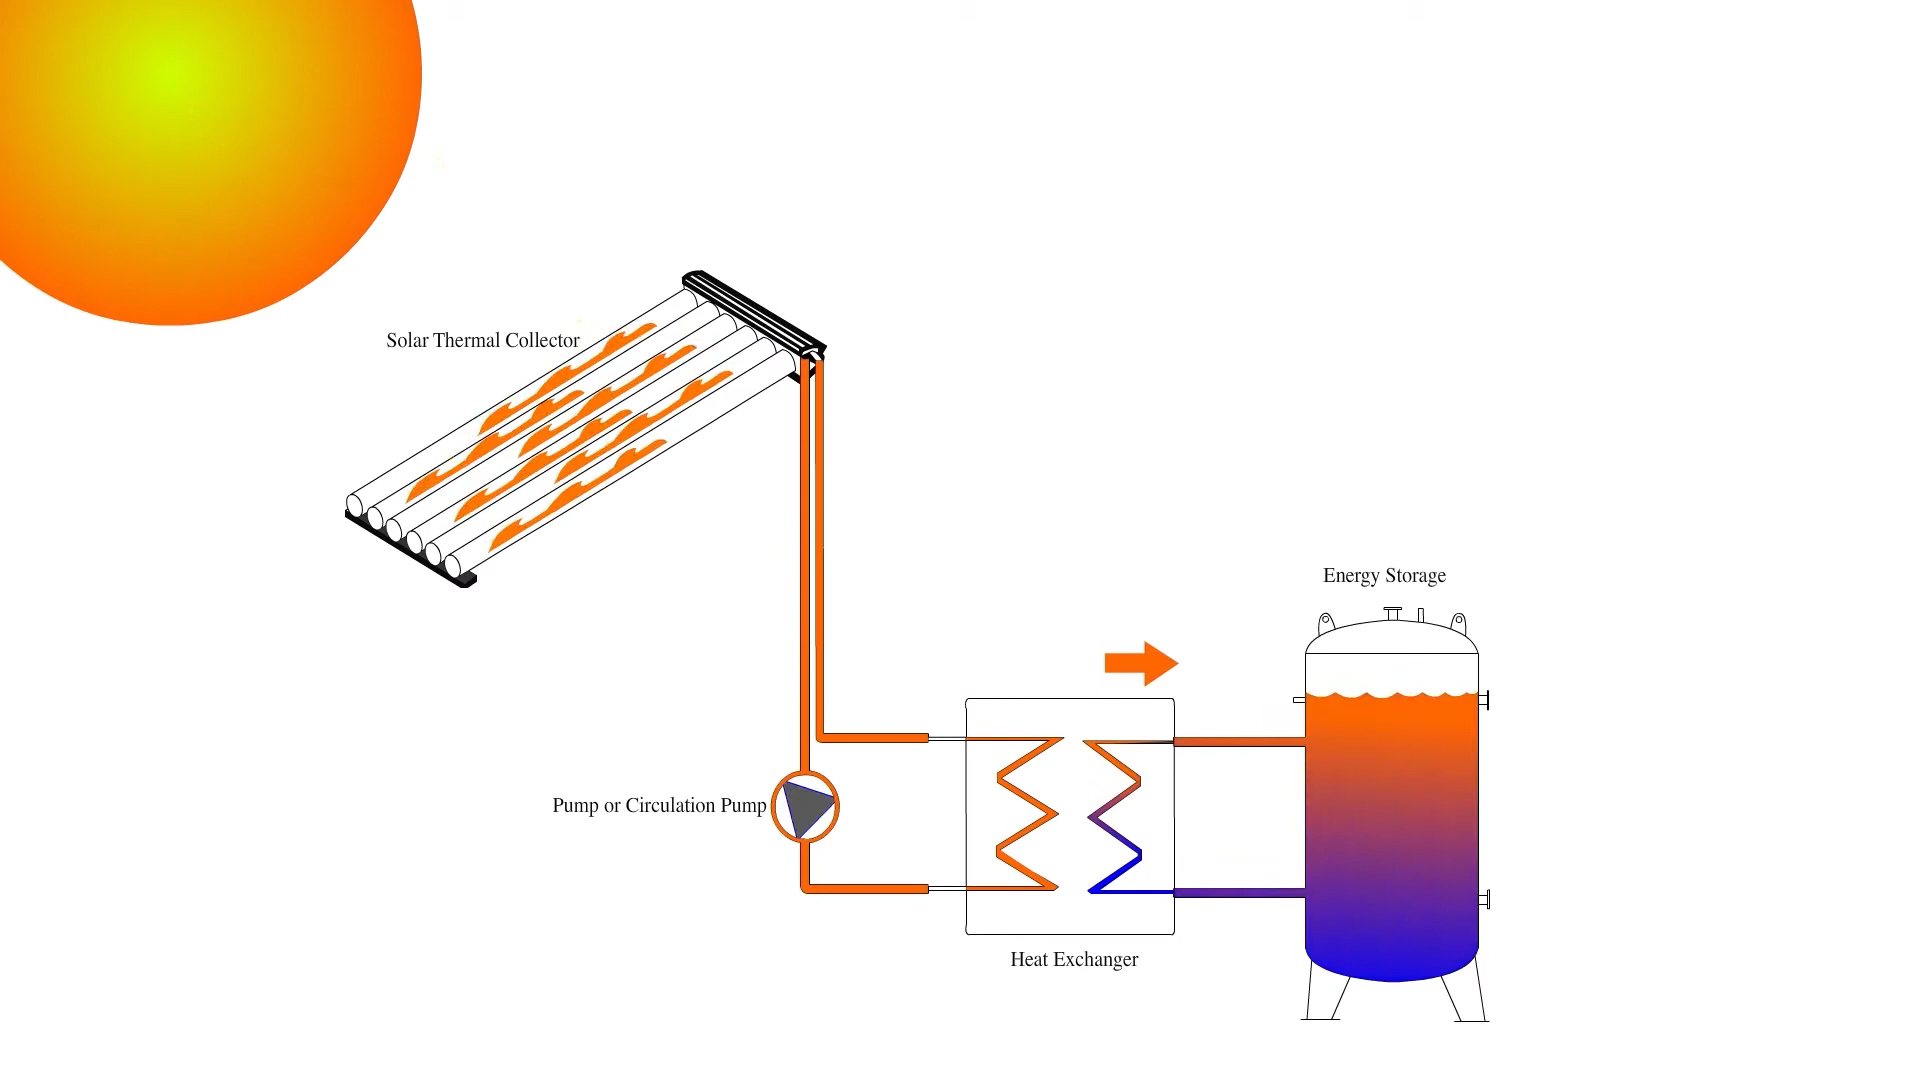 Solar Thermal Collector
Energy Storage
Pump or Circulation Pump
Heat Exchanger